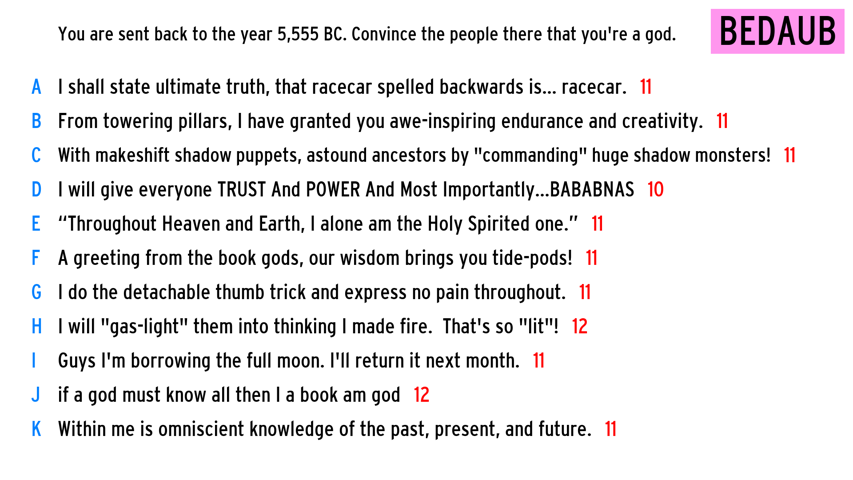 You are sent back to the year 5,555 BC. Convince the people there that you're a god.
BEDAUB
A I shall state ultimate truth, that racecar spelled backwards is... racecar. 11
B From towering pillars, I have granted you awe-inspiring endurance and creativity. 11
C With makeshift shadow puppets, astound ancestors by "commanding" huge shadow monsters! 11
D I will give everyone TRUST And POWER And Most Importantly...BABABNAS 10
E “Throughout Heaven and Earth, I alone am the Holy Spirited one.” 11
F A greeting from the book gods, our wisdom brings you tide-pods! 11
G I do the detachable thumb trick and express no pain throughout. 11
H I will "gas-light" them into thinking I made fire.  That's so "lit"! 12
I Guys I'm borrowing the full moon. I'll return it next month. 11
J if a god must know all then I a book am god 12
K Within me is omniscient knowledge of the past, present, and future. 11